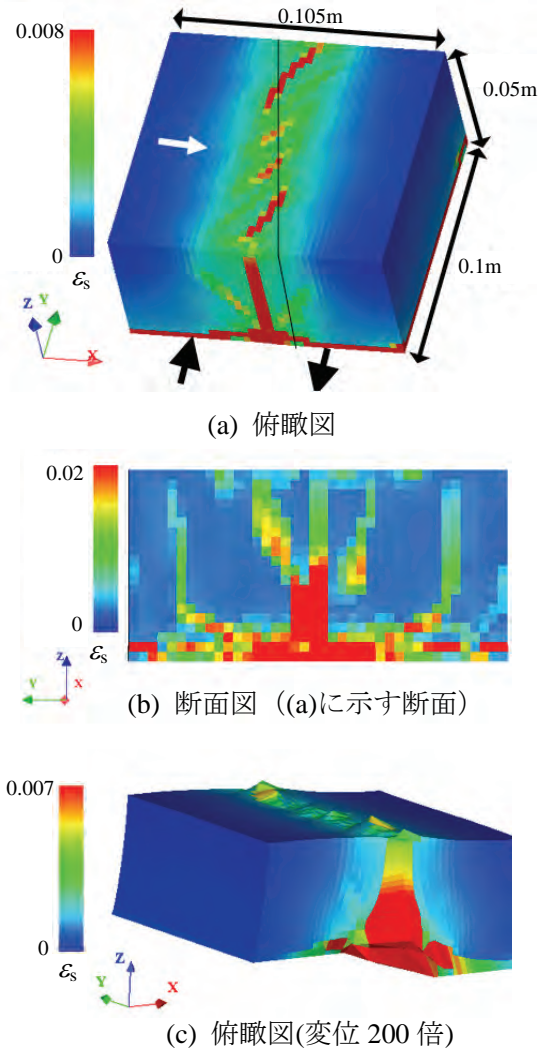 0.008
0.105m
0.05m
0
εs
0.1m
Z
Y
X
(a) 俯瞰図
0.02
0
εs
Z
Y
X
(b) 断面図（(a)に示す断面）
0.007
0
εs
Z
Y
X
(c) 俯瞰図(変位 200 倍)